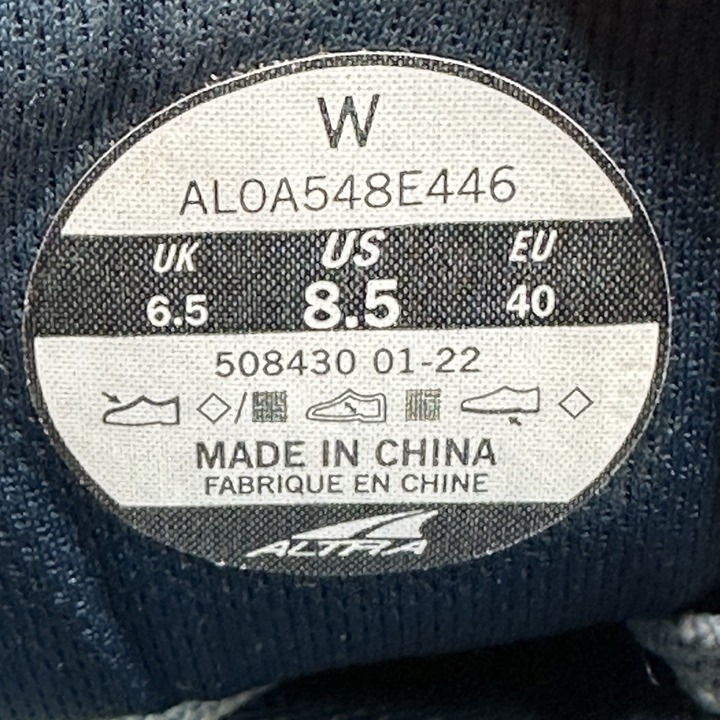 W
AL0A548E446
UK US EU
6.5 8.5 40
508430 01-22
MADE IN CHINA
FABRIQUE EN CHINE
ALTRA